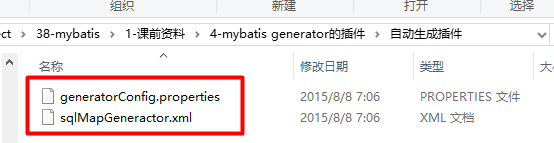 组织 新建 打开 选择
ect › 38-mybatis › 1-课前资料 › 4-mybatis generator的插件 › 自动生成插件
名称 修改日期 类型
generatorConfig.properties 2015/8/8 7:06 PROPERTIES 文件
sqlMapGeneractor.xml 2015/8/8 7:06 XML 文档